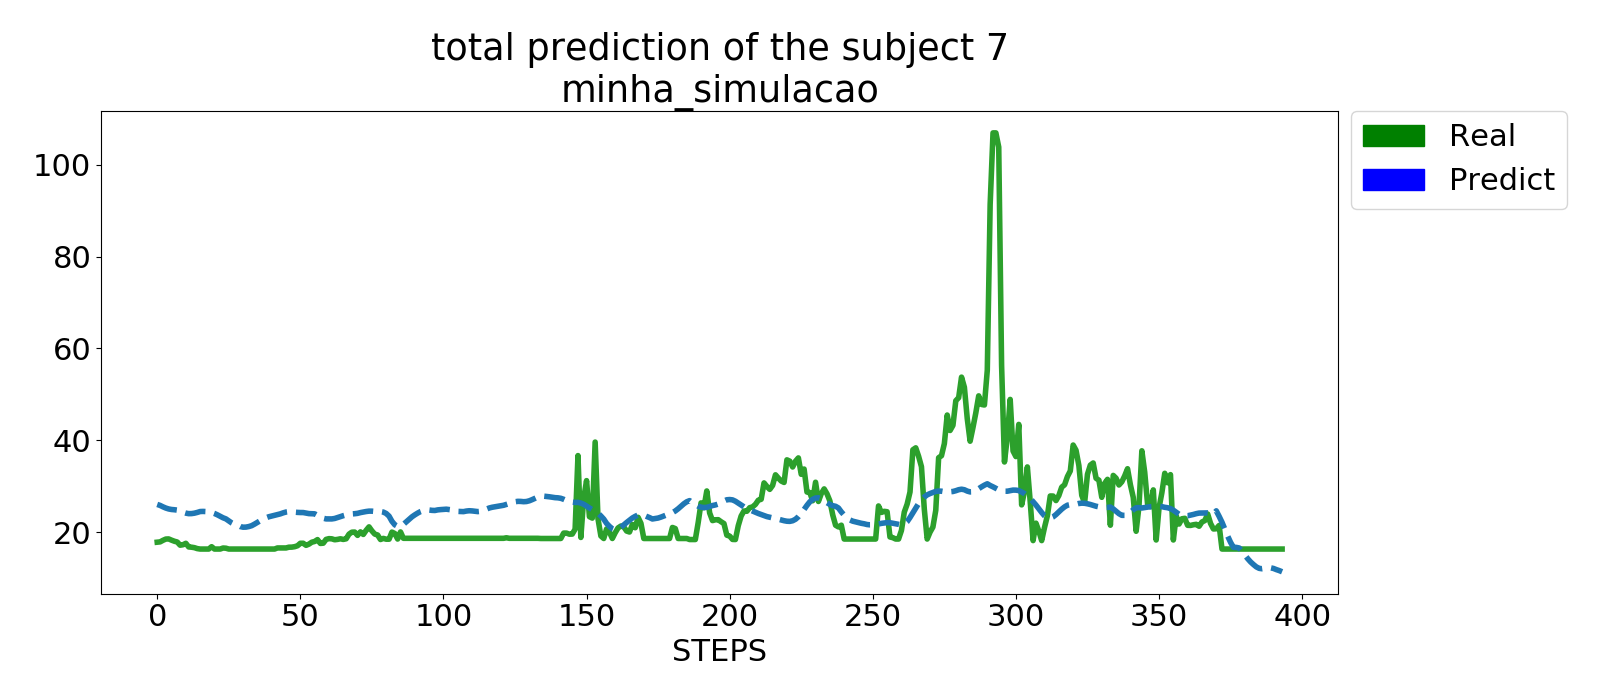 total prediction of the subject 7
minha_simulacao
Real
Predict
100
80
60
40
20
0 50 100 150 200 250 300 350 400
STEPS